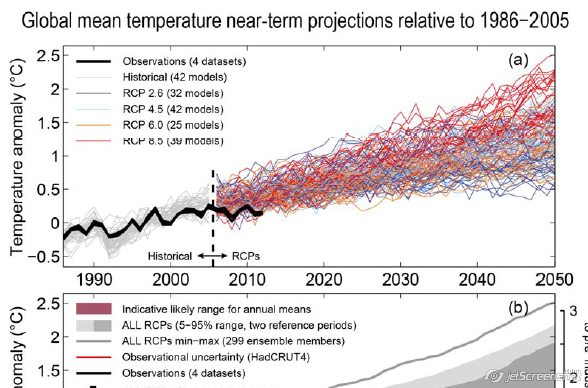 Global mean temperature near-term projections relative to 1986–2005
(a)
Temperature anomaly (°C)
2.5
2
1.5
1
0.5
0
−0.5
Observations (4 datasets)
Historical (42 models)
RCP 2.6 (32 models)
RCP 4.5 (42 models)
RCP 6.0 (25 models)
RCP 8.5 (39 models)
Historical
RCPs
1990
2000
2010
2020
2030
2040
2050
(b)
omaly (°C)
2.5
2
1.5
Indicative likely range for annual means
ALL RCPs (5–95% range, two reference periods)
ALL RCPs min–max (299 ensemble members)
Observational uncertainty (HadCRUT4)
Observations (4 datasets)
3
2